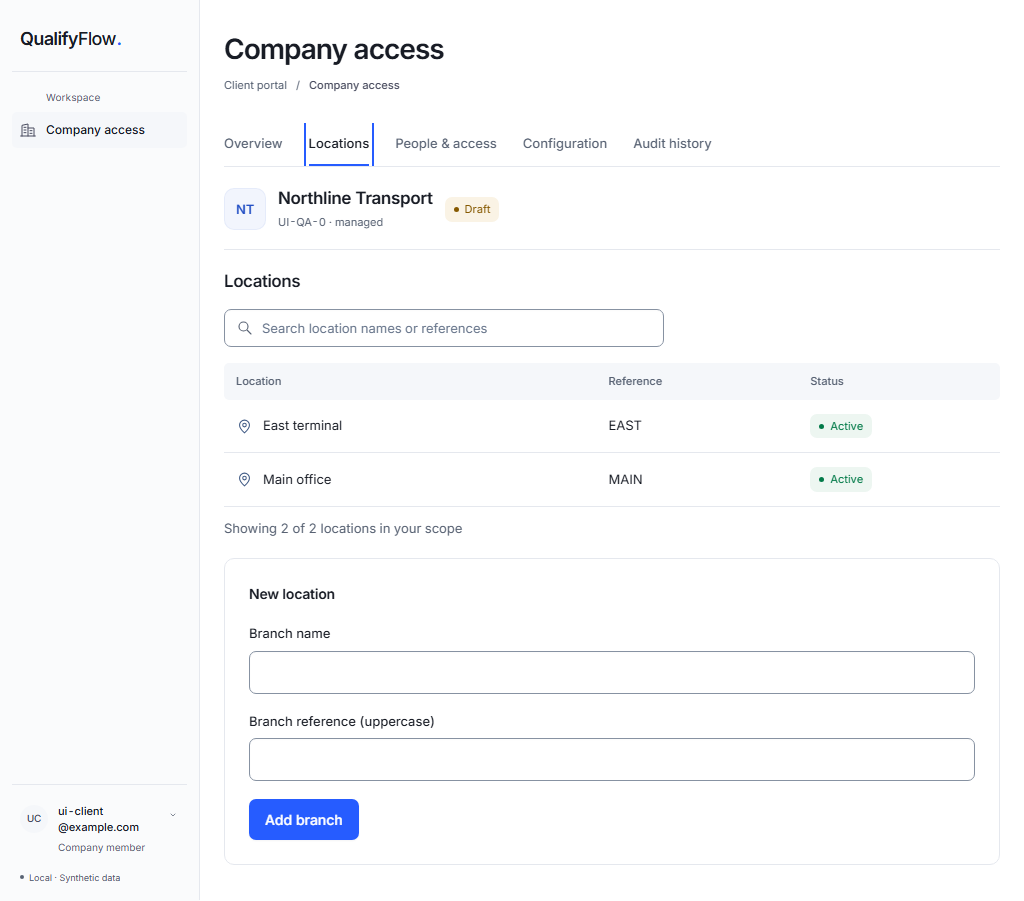 QualifyFlow.
Workspace
Company access
ui-client
@example.com
UC
Company member
Local · Synthetic data
Company access
Client portal / Company access
Overview Locations People & access Configuration Audit history
NT
Northline Transport
UI-QA-0 · managed
Draft
Locations
Search location names or references
Location Reference Status
East terminal EAST Active
Main office MAIN Active
Showing 2 of 2 locations in your scope
New location
Branch name
Branch reference (uppercase)
Add branch